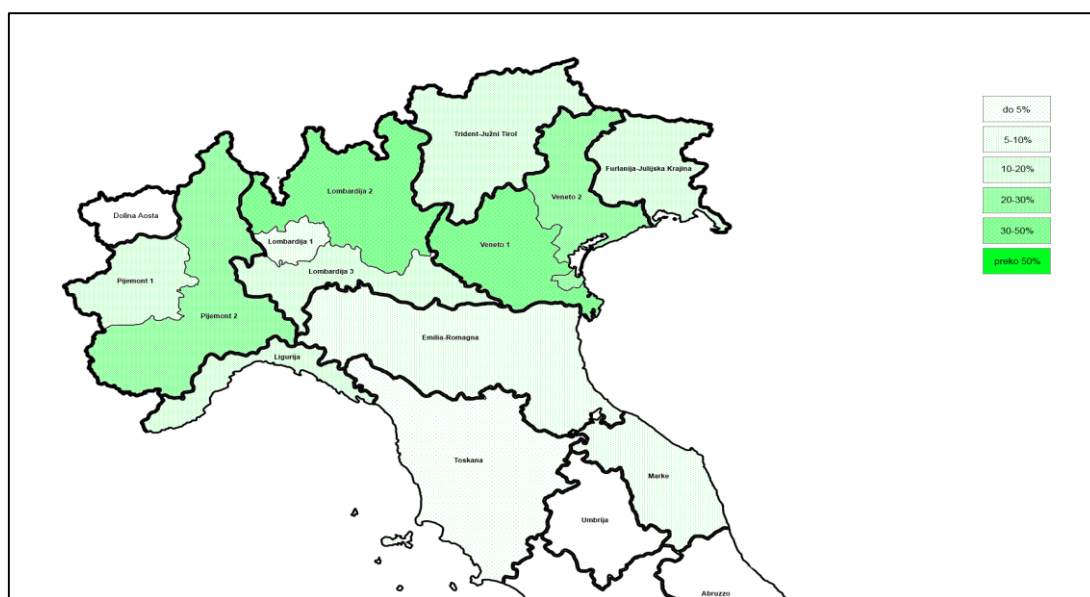 do 5%
5-10%
10-20%
20-30%
30-50%
preko 50%
Trident-Južni Tirol
Furlanija-Julijska Krajina
Lombardija 2
Veneto 2
Dolina Aosta
Lombardija 1
Veneto 1
Lombardija 3
Pijemont 1
Pijemont 2
Emilia-Romagna
Ligurija
Toskana
Marke
Umbrija
Abruzzo